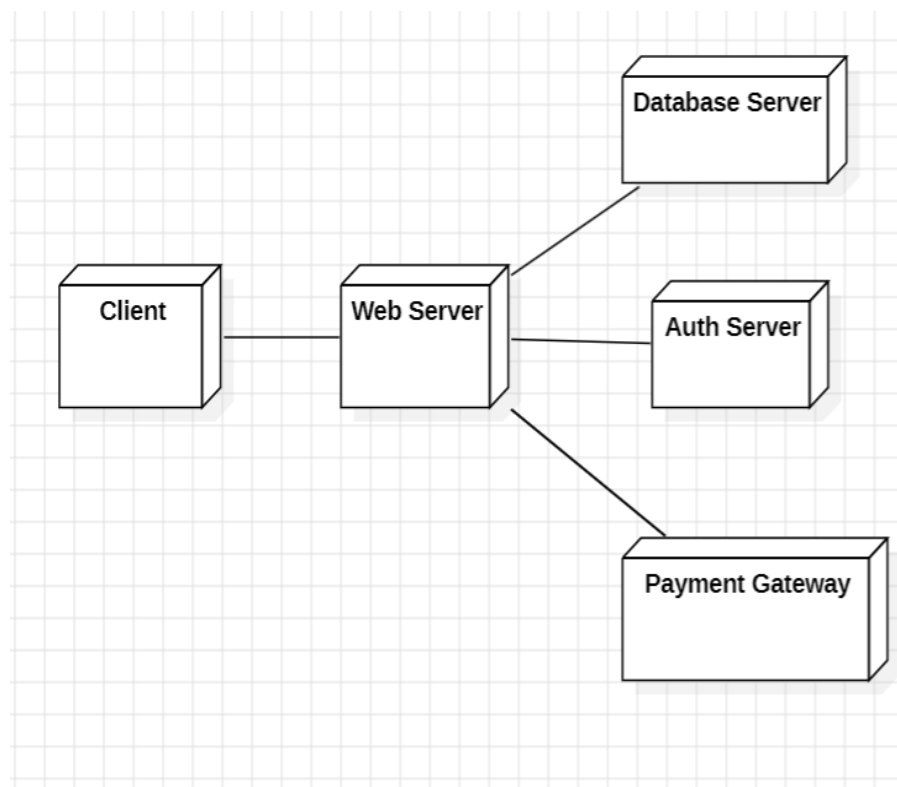 Database Server
Client
Web Server
Auth Server
Payment Gateway